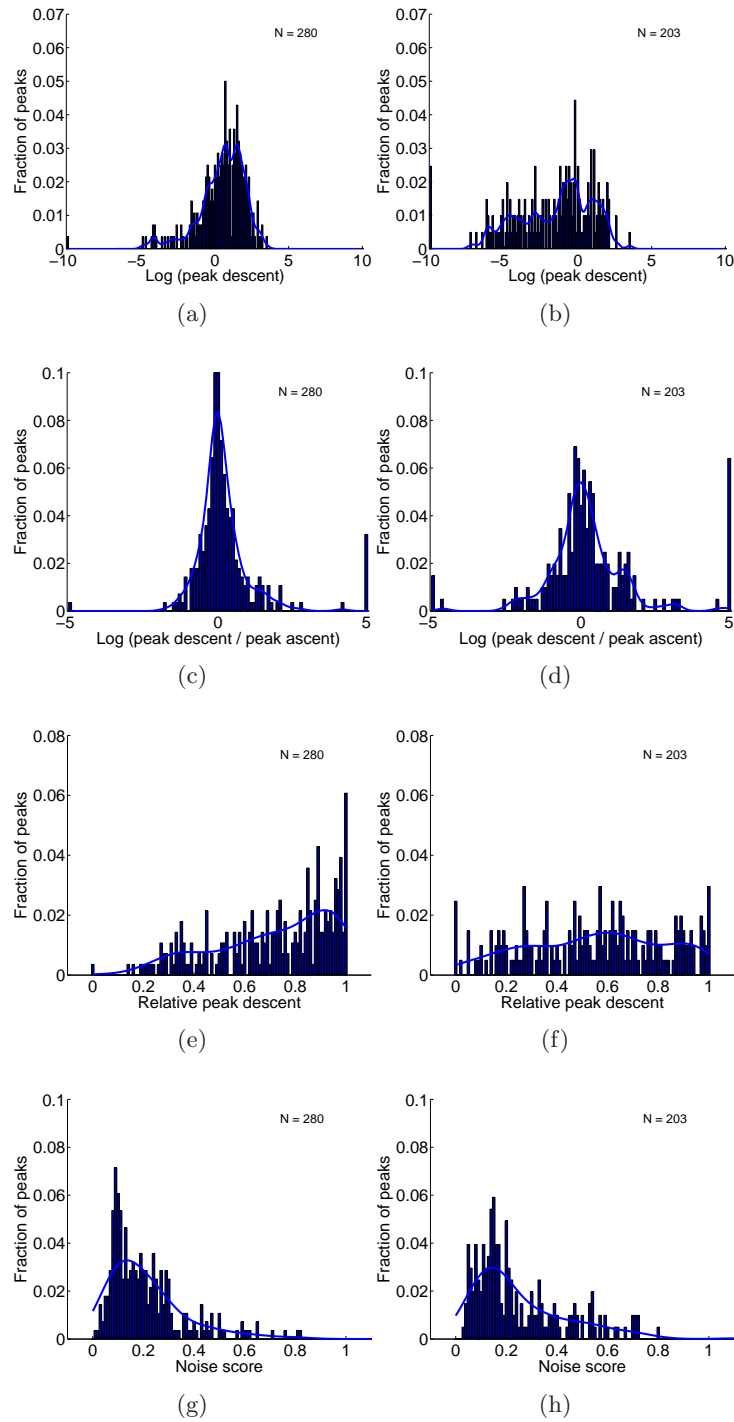 0.07
0.06
0.05
0.04
0.03
0.02
0.01
0
Fraction of peaks
N = 280
−10 −5 0 5 10
Log (peak descent)
(a)
0.07
0.06
0.05
0.04
0.03
0.02
0.01
0
Fraction of peaks
N = 203
−10 −5 0 5 10
Log (peak descent)
(b)
0.1
0.08
0.06
0.04
0.02
0
Fraction of peaks
N = 280
−5 0 5
Log (peak descent / peak ascent)
(c)
0.1
0.08
0.06
0.04
0.02
0
Fraction of peaks
N = 203
−5 0 5
Log (peak descent / peak ascent)
(d)
0.08
0.06
0.04
0.02
0
Fraction of peaks
N = 280
0 0.2 0.4 0.6 0.8 1
Relative peak descent
(e)
0.08
0.06
0.04
0.02
0
Fraction of peaks
N = 203
0 0.2 0.4 0.6 0.8 1
Relative peak descent
(f)
0.1
0.08
0.06
0.04
0.02
0
Fraction of peaks
N = 280
0 0.2 0.4 0.6 0.8 1
Noise score
(g)
0.1
0.08
0.06
0.04
0.02
0
Fraction of peaks
N = 203
0 0.2 0.4 0.6 0.8 1
Noise score
(h)